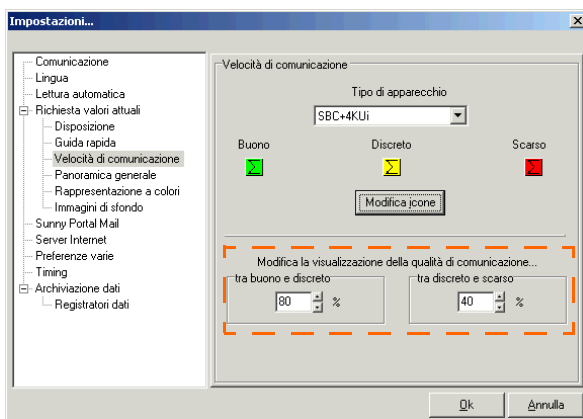 Impostazioni...
Comunicazione
Lingua
Lettura automatica
Richiesta valori attuali
Disposizione
Guida rapida
Velocità di comunicazione
Panoramica generale
Rappresentazione a colori
Immagini di sfondo
Sunny Portal Mail
Server Internet
Preferenze varie
Timing
Archiviazione dati
Registratori dati
Velocità di comunicazione
Tipo di apparecchio
SBC+4KUi
Buono Discreto Scarso
Σ Σ Σ
Modifica icone
Modifica la visualizzazione della qualità di comunicazione...
tra buono e discreto tra discreto e scarso
80 % 40 %
Ok Annulla